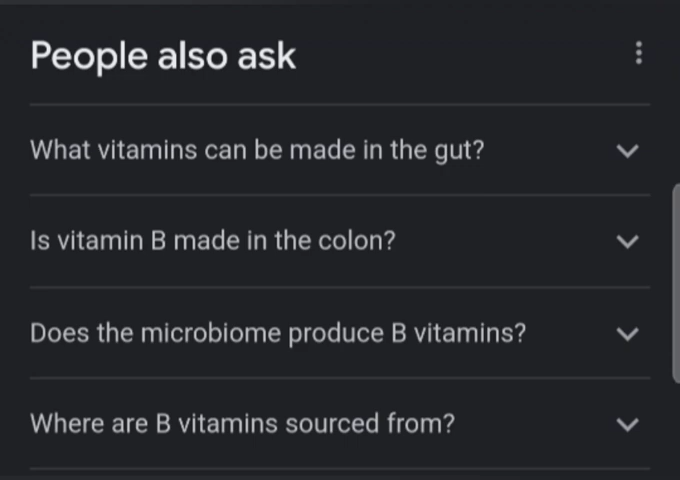 People also ask
What vitamins can be made in the gut?
Is vitamin B made in the colon?
Does the microbiome produce B vitamins?
Where are B vitamins sourced from?